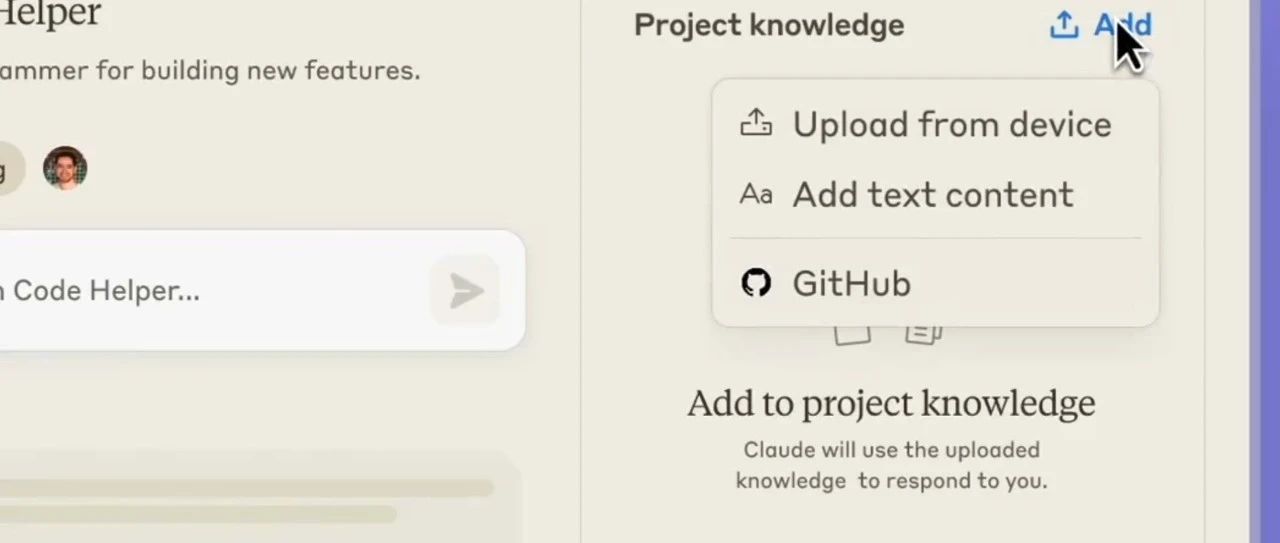 Helper
ammer for building new features.
g
n Code Helper...
Project knowledge
Add
Upload from device
Aa Add text content
GitHub
Add to project knowledge
Claude will use the uploaded
knowledge to respond to you.